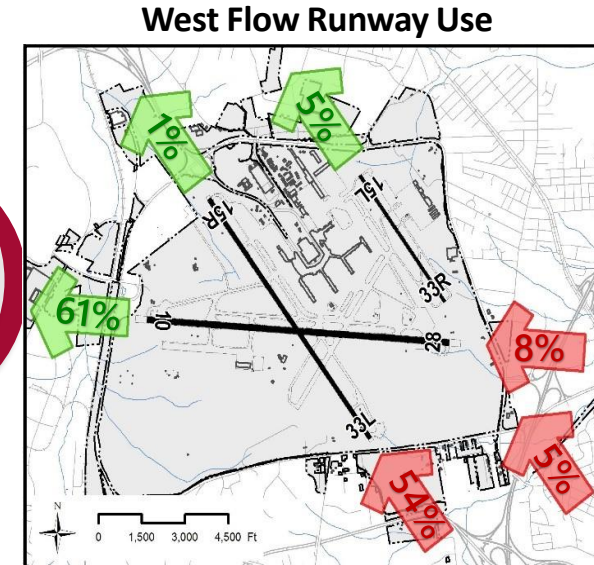 West Flow Runway Use
1%
5%
15R
15L
33R
61%
10
28
8%
33L
5%
54%
N
0 1,500 3,000 4,500 Ft